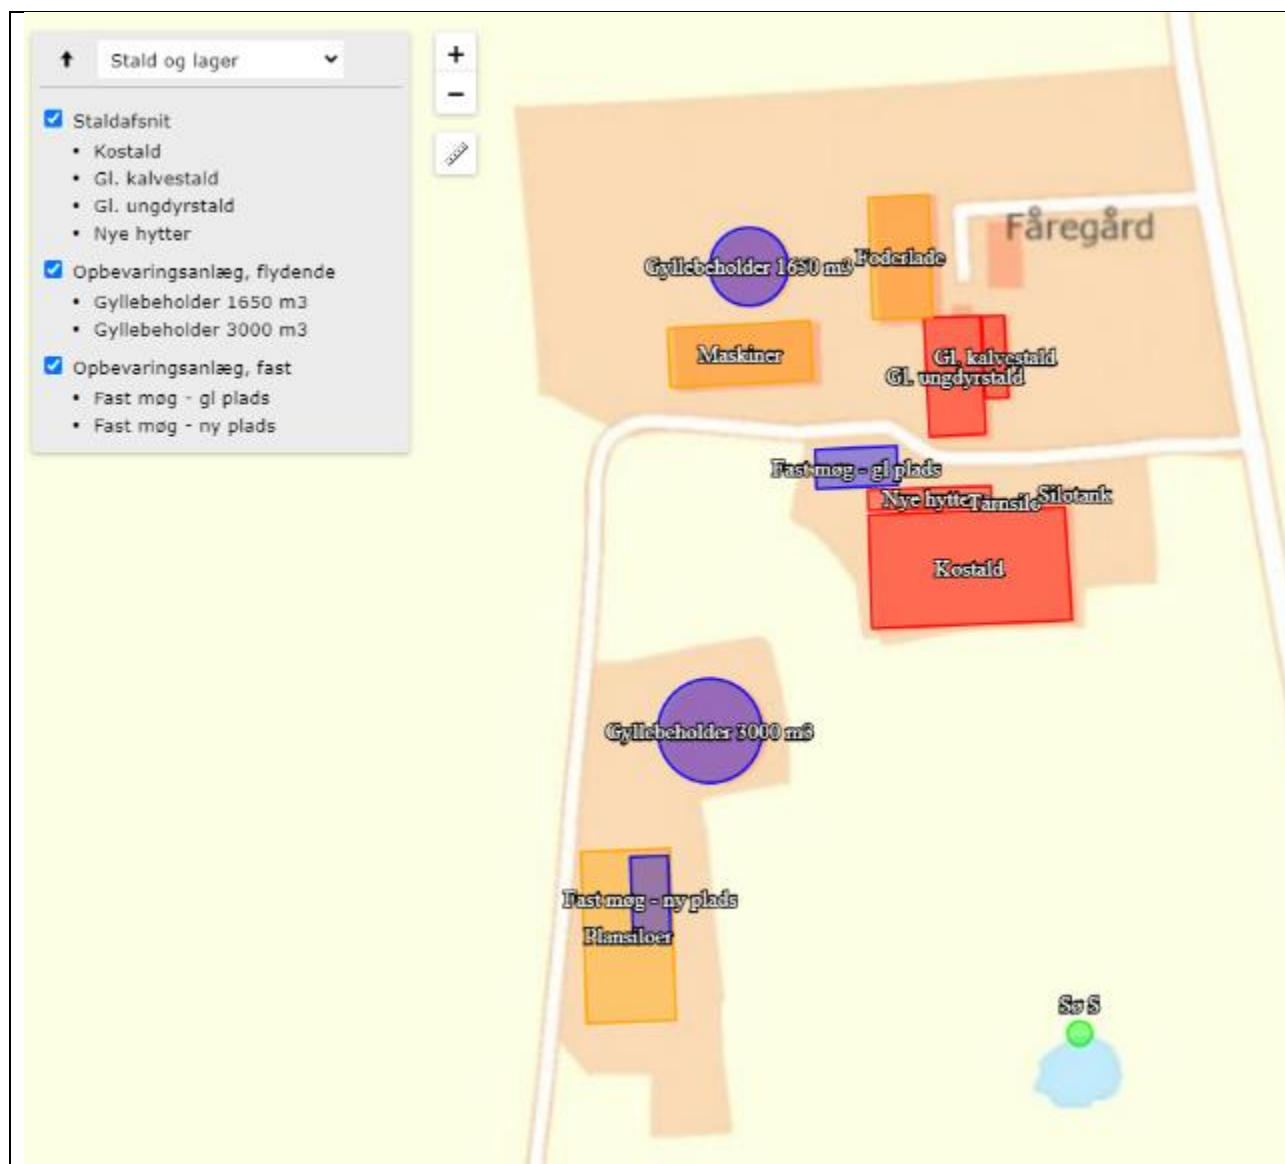 Stald og lager
+
−
Staldafsnit
• Kostald
• Gl. kalvestald
• Gl. ungdyrstald
• Nye hytter
Opbevaringsanlæg, flydende
• Gyllebeholder 1650 m3
• Gyllebeholder 3000 m3
Opbevaringsanlæg, fast
• Fast møg - gl plads
• Fast møg - ny plads
Fåregård
Gyllebeholder 1650 m3
Foderlade
Maskiner
Gl. kalvestald
Gl. ungdyrstald
Fast møg - gl plads
Nye hytte
Tårnsilo
Silotank
Kostald
Gyllebeholder 3000 m3
Fast møg - ny plads
Plansiloer
Sø S